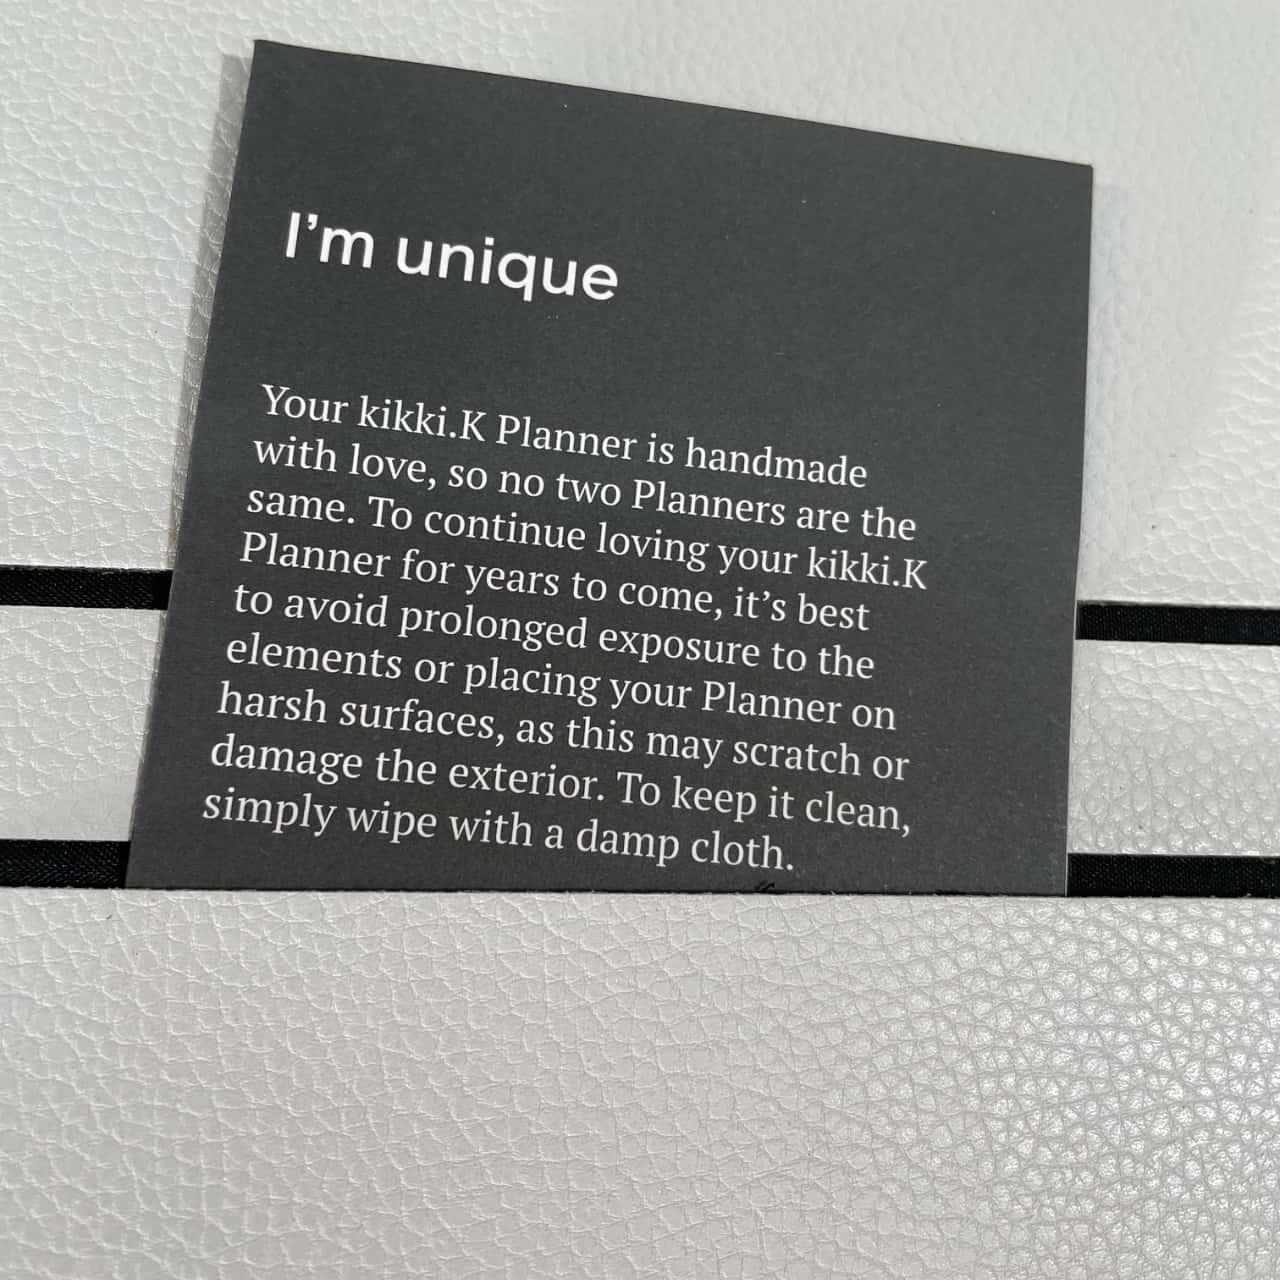 I'm unique
Your kikki.K Planner is handmade
with love, so no two Planners are the
same. To continue loving your kikki.K
Planner for years to come, it's best
to avoid prolonged exposure to the
elements or placing your Planner on
harsh surfaces, as this may scratch or
damage the exterior. To keep it clean,
simply wipe with a damp cloth.